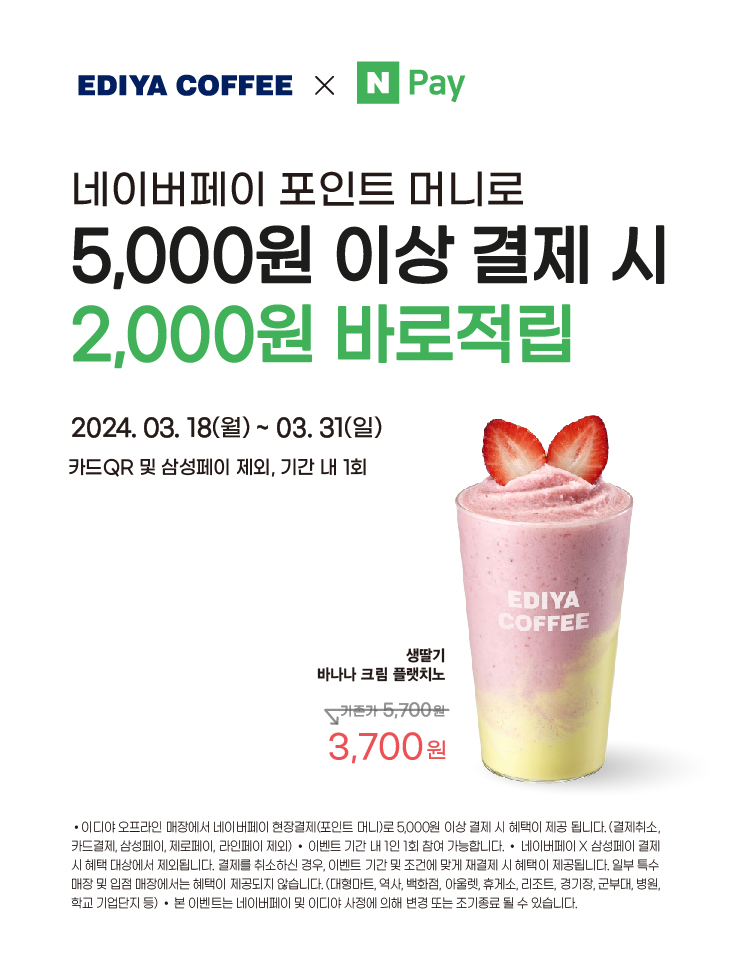 EDIYA COFFEE × N Pay
네이버페이 포인트 머니로
5,000원 이상 결제 시
2,000원 바로적립
2024. 03. 18(월) ~ 03. 31(일)
카드QR 및 삼성페이 제외, 기간 내 1회
EDIYA
COFFEE
생딸기
바나나 크림 플랫치노
기존가 5,700원
3,700원
• 이디야 오프라인 매장에서 네이버페이 현장결제(포인트 머니)로 5,000원 이상 결제 시 혜택이 제공 됩니다. (결제취소,
카드결제, 삼성페이, 제로페이, 라인페이 제외) • 이벤트 기간 내 1인 1회 참여 가능합니다. • 네이버페이 X 삼성페이 결제
시 혜택 대상에서 제외됩니다. 결제를 취소하신 경우, 이벤트 기간 및 조건에 맞게 재결제 시 혜택이 제공됩니다. 일부 특수
매장 및 입점 매장에서는 혜택이 제공되지 않습니다. (대형마트, 역사, 백화점, 아울렛, 휴게소, 리조트, 경기장, 군부대, 병원,
학교 기업단지 등) • 본 이벤트는 네이버페이 및 이디야 사정에 의해 변경 또는 조기종료 될 수 있습니다.